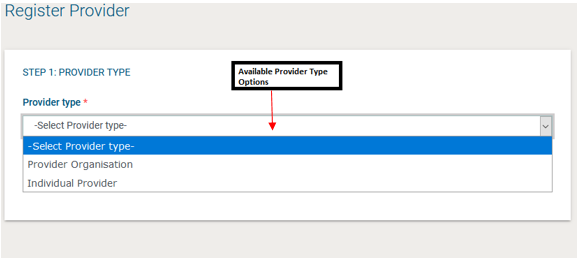 Register Provider
STEP 1: PROVIDER TYPE
Available Provider Type
Options
Provider type *
-Select Provider type-
-Select Provider type-
Provider Organisation
Individual Provider